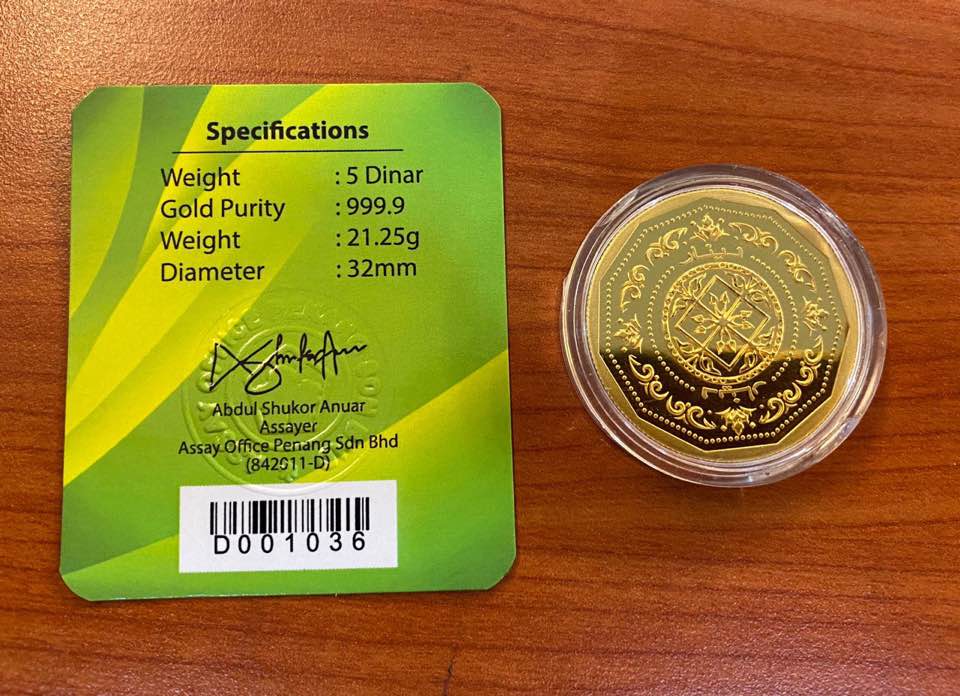 Specifications
Weight : 5 Dinar
Gold Purity : 999.9
Weight : 21.25g
Diameter : 32mm
Abdul Shukor Anuar
Assayer
Assay Office Penang Sdn Bhd
(842011-D)
D001036